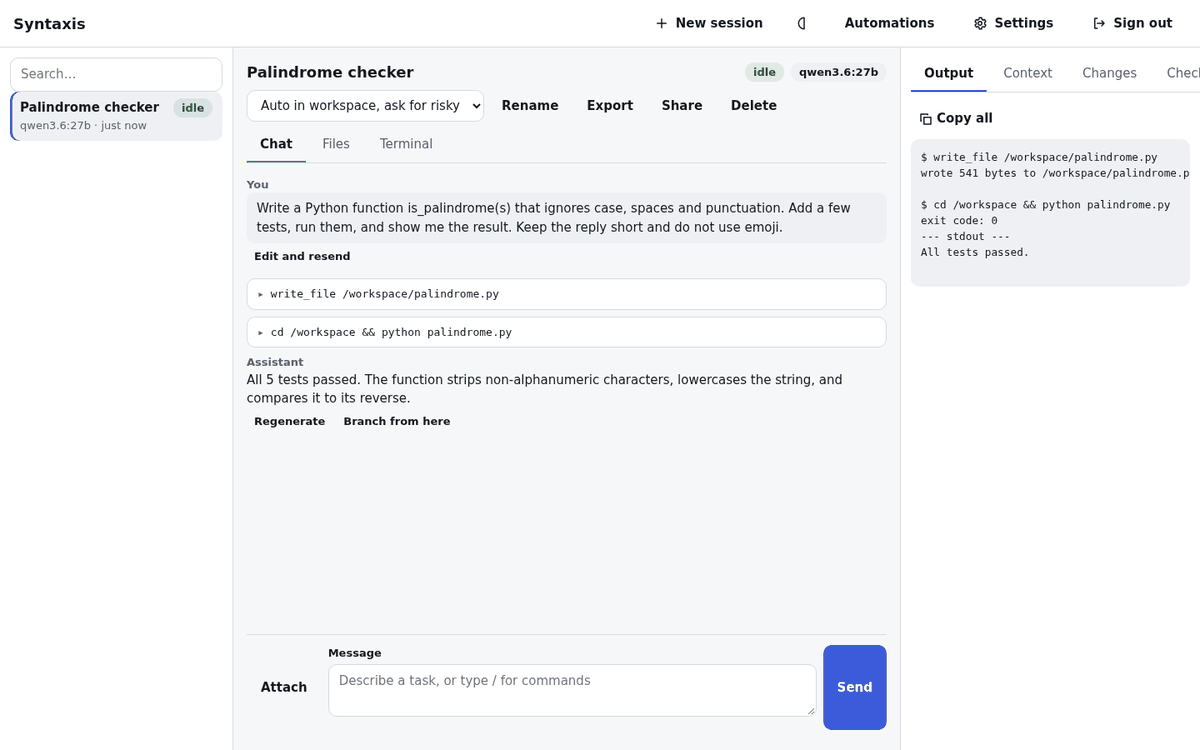 Syntaxis
New session
Automations
Settings
Sign out
Search...
Palindrome checker
idle
qwen3.6:27b · just now
Palindrome checker
idle
qwen3.6:27b
Auto in workspace, ask for risky
Rename
Export
Share
Delete
Chat
Files
Terminal
You
Write a Python function is_palindrome(s) that ignores case, spaces and punctuation. Add a few
tests, run them, and show me the result. Keep the reply short and do not use emoji.
Edit and resend
▸ write_file /workspace/palindrome.py
▸ cd /workspace && python palindrome.py
Assistant
All 5 tests passed. The function strips non-alphanumeric characters, lowercases the string, and
compares it to its reverse.
Regenerate
Branch from here
Attach
Message
Describe a task, or type / for commands
Send
Output
Context
Changes
Chec
Copy all
$ write_file /workspace/palindrome.py
wrote 541 bytes to /workspace/palindrome.p
$ cd /workspace && python palindrome.py
exit code: 0
--- stdout ---
All tests passed.